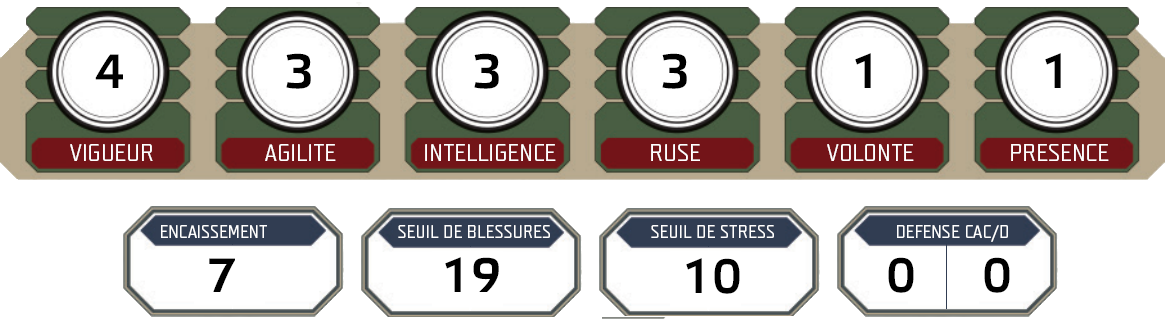 4 3 3 3 1 1
VIGUEUR AGILITE INTELLIGENCE RUSE VOLONTE PRESENCE
ENCAISSEMENT SEUIL DE BLESSURES SEUIL DE STRESS DEFENSE CAC/D
7 19 10 0 0